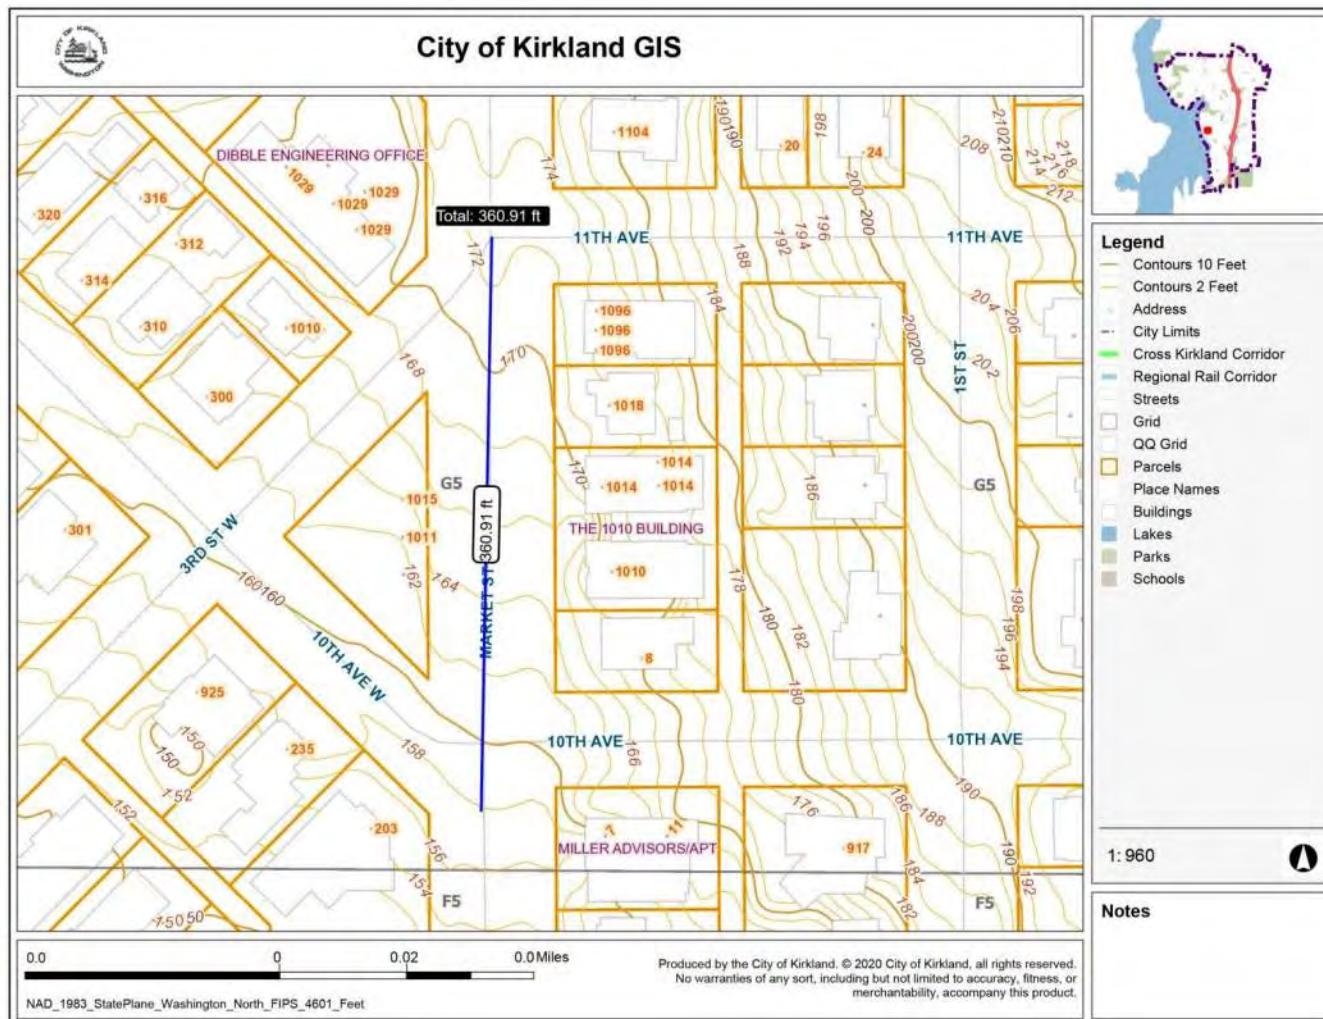 CITY OF KIRKLAND
WASHINGTON
City of Kirkland GIS
1104
20
198
24
190
190
208
210
210
218
216
214
212
DIBBLE ENGINEERING OFFICE
1029
1029
1029
1029
316
320
312
314
310
1010
300
174
200
200
Total: 360.91 ft
172
11TH AVE
196
194
192
188
11TH AVE
184
204
206
1096
1096
1096
200
200
1ST ST
202
170
168
1018
170
1014
1014
1014
G5
1015
186
G5
360.91 ft
301
3RD ST W
1011
THE 1010 BUILDING
162
164
1010
178
160
160
MARKET ST
180
182
198
196
194
10TH AVE W
8
180
925
150
150
235
158
10TH AVE
166
10TH AVE
190
152
152
203
156
154
7
11
MILLER ADVISORS/APT
176
917
186
188
184
182
190
192
F5
F5
150
50
Legend
Contours 10 Feet
Contours 2 Feet
Address
City Limits
Cross Kirkland Corridor
Regional Rail Corridor
Streets
Grid
QQ Grid
Parcels
Place Names
Buildings
Lakes
Parks
Schools
1: 960
Notes
0.0
0
0.02
0.0 Miles
NAD_1983_StatePlane_Washington_North_FIPS_4601_Feet
Produced by the City of Kirkland. © 2020 City of Kirkland, all rights reserved.
No warranties of any sort, including but not limited to accuracy, fitness, or
merchantability, accompany this product.